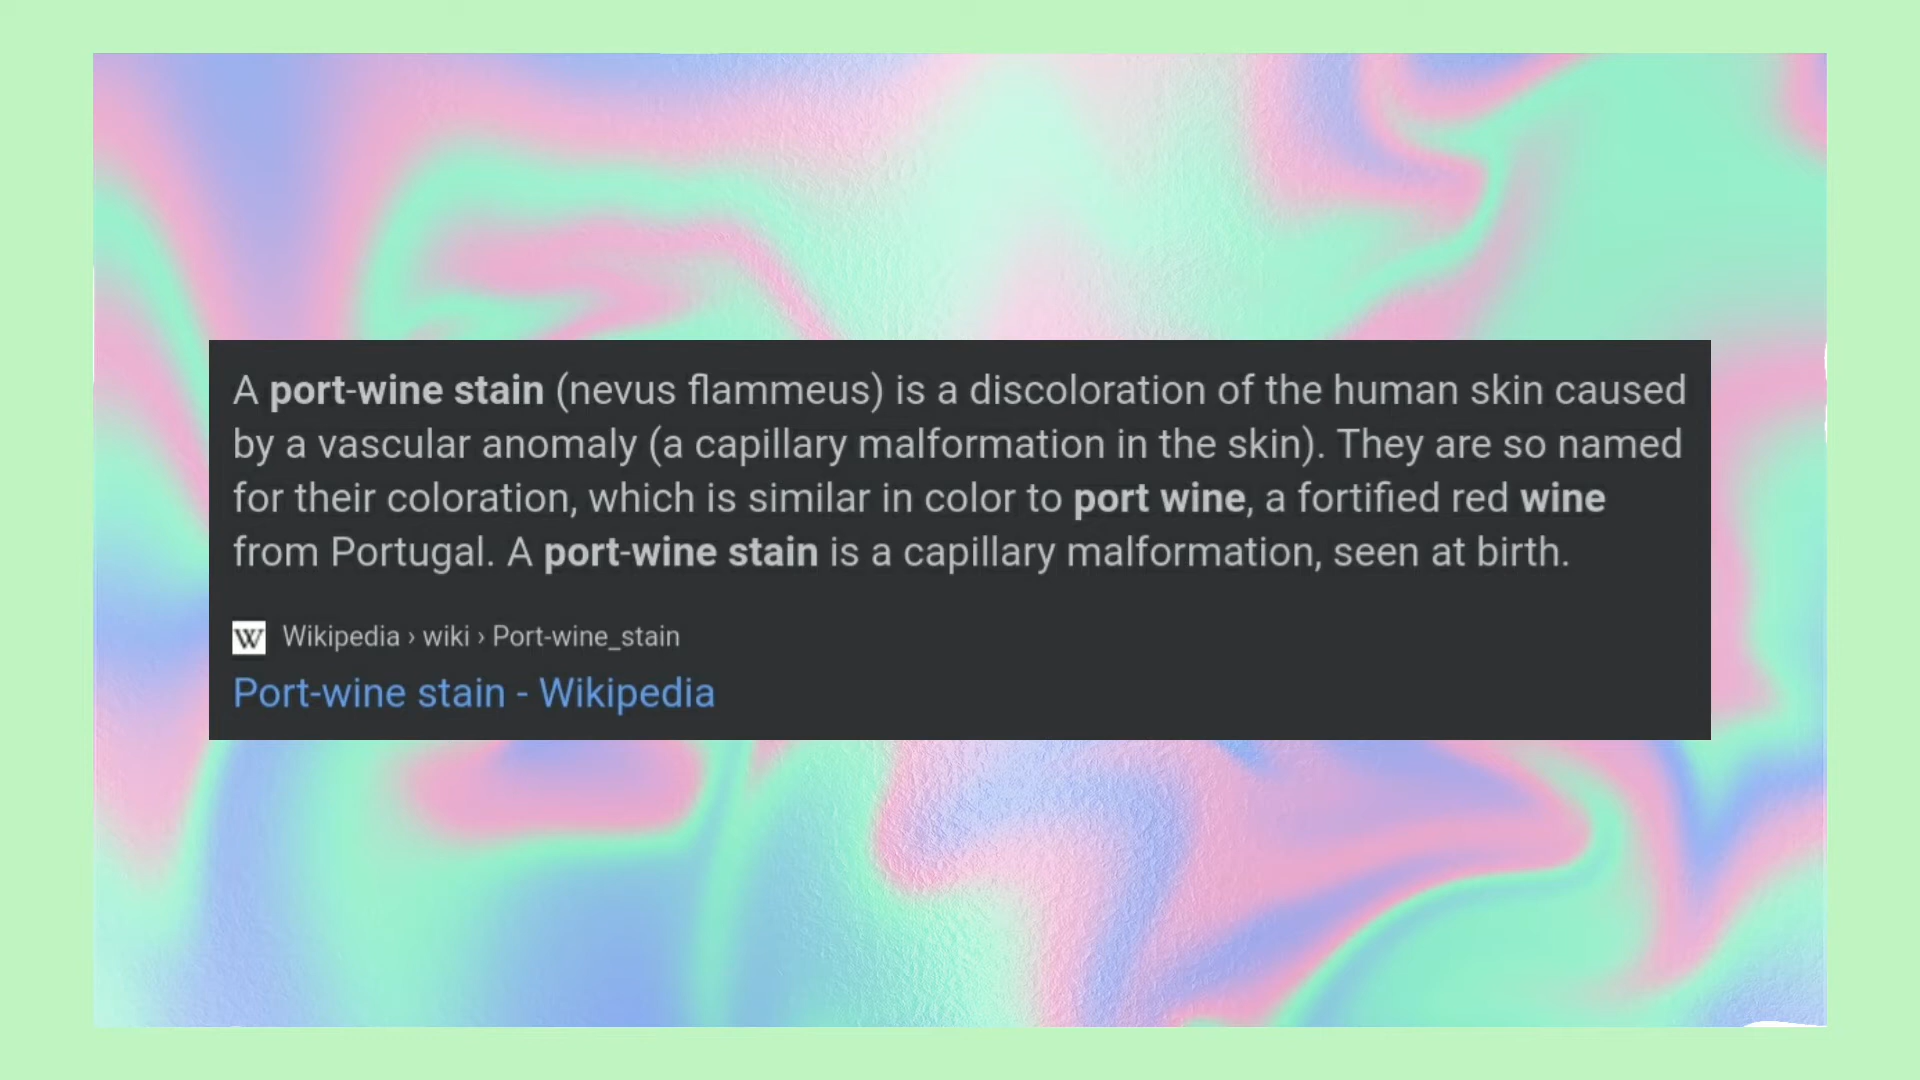 A port-wine stain (nevus flammeus) is a discoloration of the human skin caused
by a vascular anomaly (a capillary malformation in the skin). They are so named
for their coloration, which is similar in color to port wine, a fortified red wine
from Portugal. A port-wine stain is a capillary malformation, seen at birth.
W Wikipedia › wiki › Port-wine_stain
Port-wine stain - Wikipedia